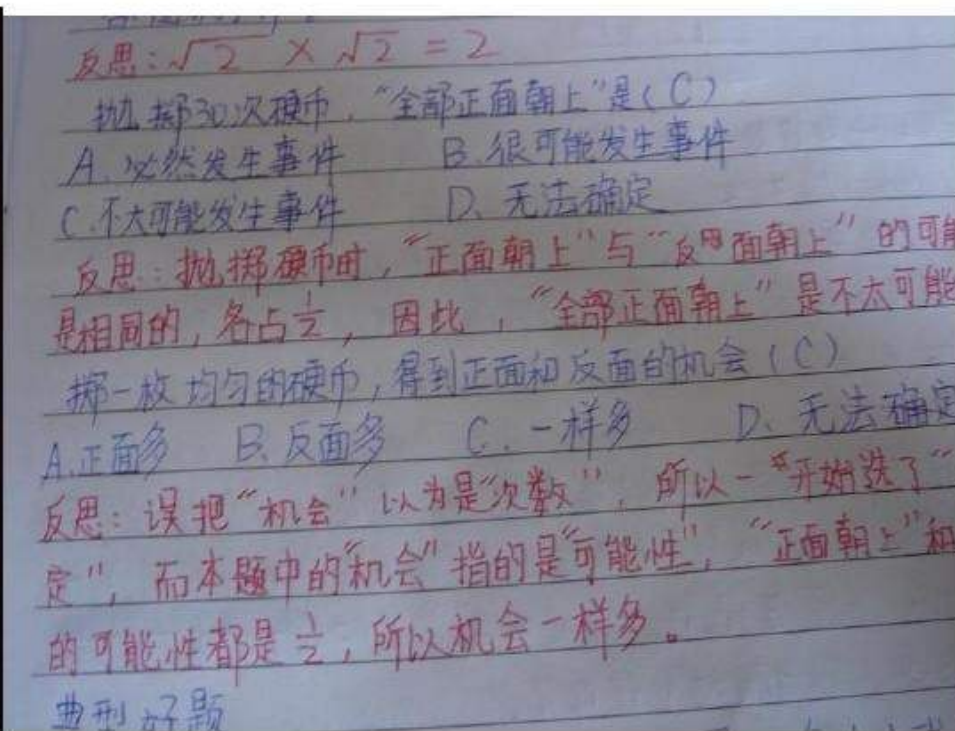 反思：√2 × √2 = 2
抛掷30次硬币，“全部正面朝上”是（C）
A. 必然发生事件 B. 很可能发生事件
C. 不大可能发生事件 D、无法确定
反思：抛掷硬币时，“正面朝上”与“反面朝上”的可能
是相同的，各占1/2，因此，“全部正面朝上”是不太可能
掷一枚均匀的硬币，得到正面和反面的机会（C）
A.正面多 B.反面多 C.一样多 D、无法确定
反思：误把“机会”以为是“次数”，所以一开始选了“
定”，而本题中的“机会”指的是“可能性”，“正面朝上”和
的可能性都是1/2，所以机会一样多。
典型好题